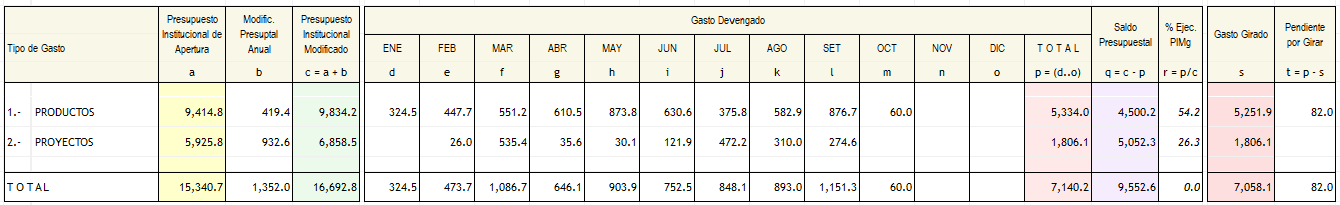 Tipo de Gasto Presupuesto Institucional de Apertura a Modific. Presuptal Anual b Presupuesto Institucional Modificado c = a + b Gasto Devengado Saldo Presupuestal q = c - p % Ejec. PIMg r = p/c Gasto Girado s Pendiente por Girar t = p - s
ENE FEB MAR ABR MAY JUN JUL AGO SET OCT NOV DIC T O T A L
d e f g h i j k l m n o p = (d..o)
1.- PRODUCTOS 9,414.8 419.4 9,834.2 324.5 447.7 551.2 610.5 873.8 630.6 375.8 582.9 876.7 60.0 5,334.0 4,500.2 54.2 5,251.9 82.0
2.- PROYECTOS 5,925.8 932.6 6,858.5 26.0 535.4 35.6 30.1 121.9 472.2 310.0 274.6 1,806.1 5,052.3 26.3 1,806.1
T O T A L 15,340.7 1,352.0 16,692.8 324.5 473.7 1,086.7 646.1 903.9 752.5 848.1 893.0 1,151.3 60.0 7,140.2 9,552.6 0.0 7,058.1 82.0